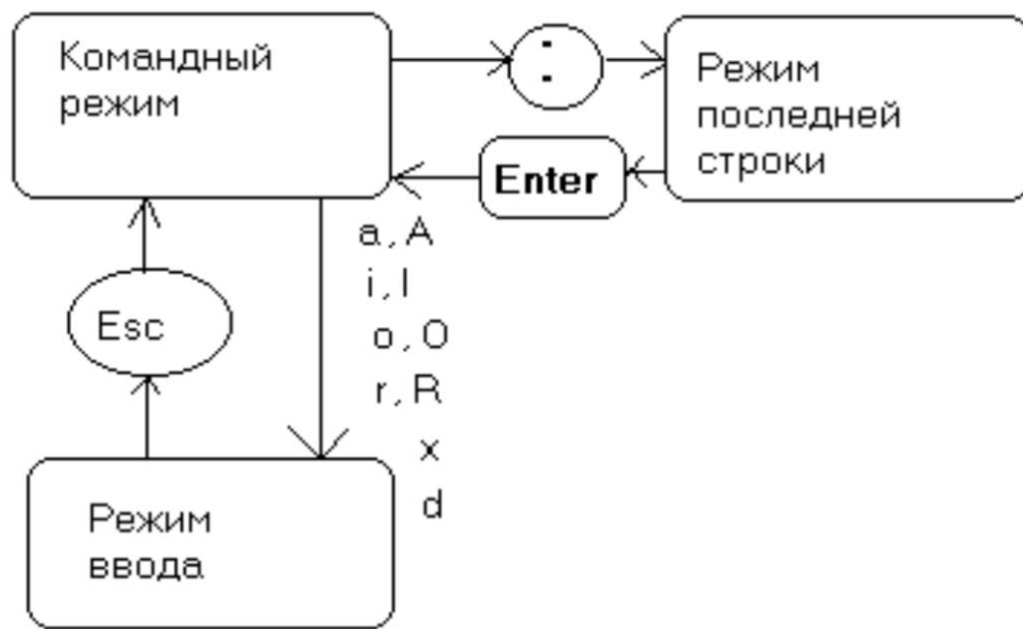 Командный
режим
:
Режим
последней
строки
Enter
a, A
i, I
o, O
r, R
x
d
Esc
Режим
ввода